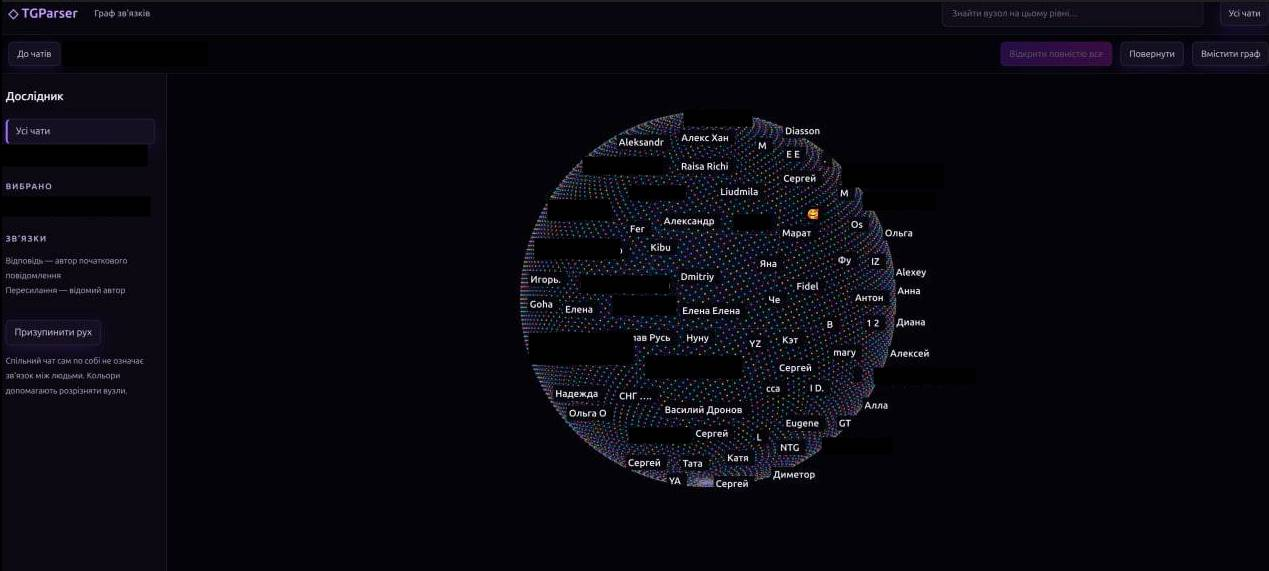 TGParser
Граф зв'язків
Знайти вузол на цьому рівні...
Усі чати
До чатів
Відкрити повністю все
Повернути
Вмістити граф
Дослідник
Усі чати
ВИБРАНО
ЗВ'ЯЗКИ
Відповідь — автор початкового
повідомлення
Пересилання — відомий автор
Призупинити рух
Спільний чат сам по собі не означає
зв'язок між людьми. Кольори
допомагають розрізняти вузли.
Diasson
Aleksandr
Алекс Хан
M
E E
Raisa Richi
Сергей
Liudmila
M
🥰
Александр
Fer
Марат
Os
Ольга
Kibu
Яна
Фу
IZ
Игорь.
Dmitriy
Alexey
Fidel
Анна
Goha
Елена
Елена Елена
Че
Антон
В
1 2
Диана
лав Русь
Нуну
YZ
Кэт
mary
Алексей
Сергей
Надежда
СНГ ....
сса
I D.
Ольга О
Василий Дронов
Алла
Eugene
GT
Сергей
L
NTG
Сергей
Тата
Катя
Диметор
YA
Сергей